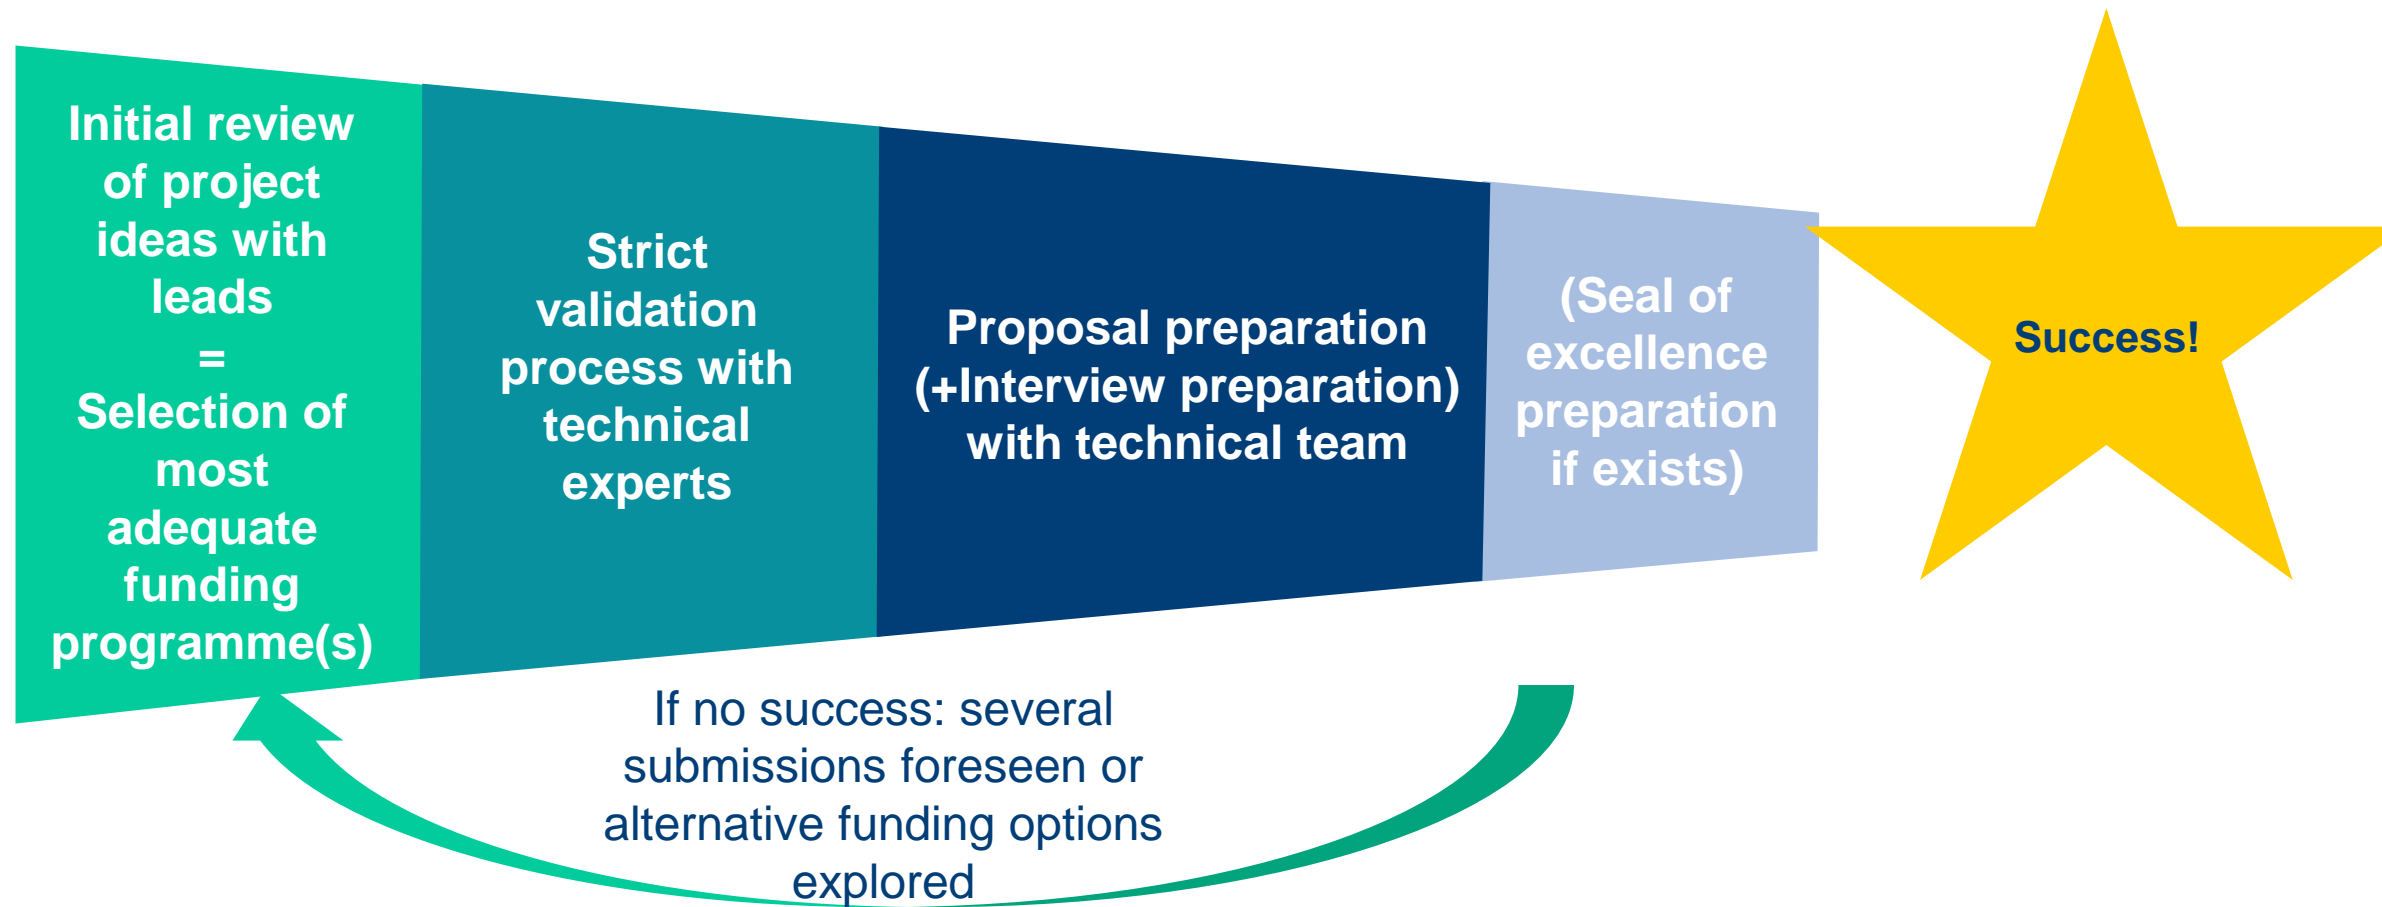 Initial review
of project
ideas with
leads
=
Selection of
most
adequate
funding
programme(s)
Strict
validation
process with
technical
experts
Proposal preparation
(+Interview preparation)
with technical team
(Seal of
excellence
preparation
if exists)
Success!
If no success: several
submissions foreseen or
alternative funding options
explored